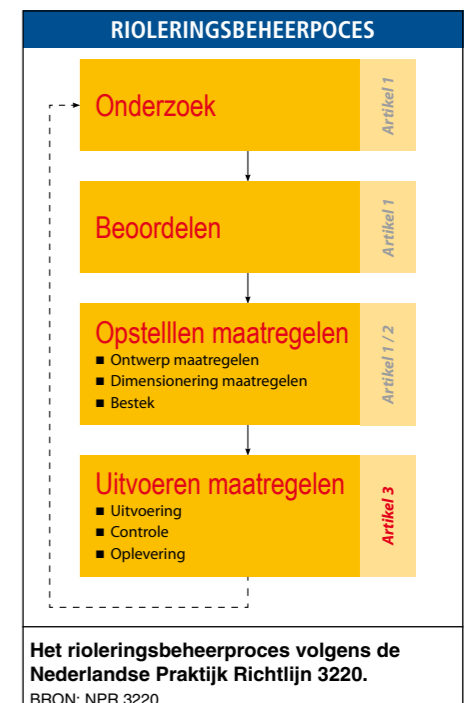 RIOLERINGSBEHEERPOCES
Onderzoek
Artikel 1
Beoordelen
Artikel 1
Opstelllen maatregelen
■ Ontwerp maatregelen
■ Dimensionering maatregelen
■ Bestek
Artikel 1 / 2
Uitvoeren maatregelen
■ Uitvoering
■ Controle
■ Oplevering
Artikel 3
Het rioleringsbeheerproces volgens de
Nederlandse Praktijk Richtlijn 3220.
BRON: NPR 3220